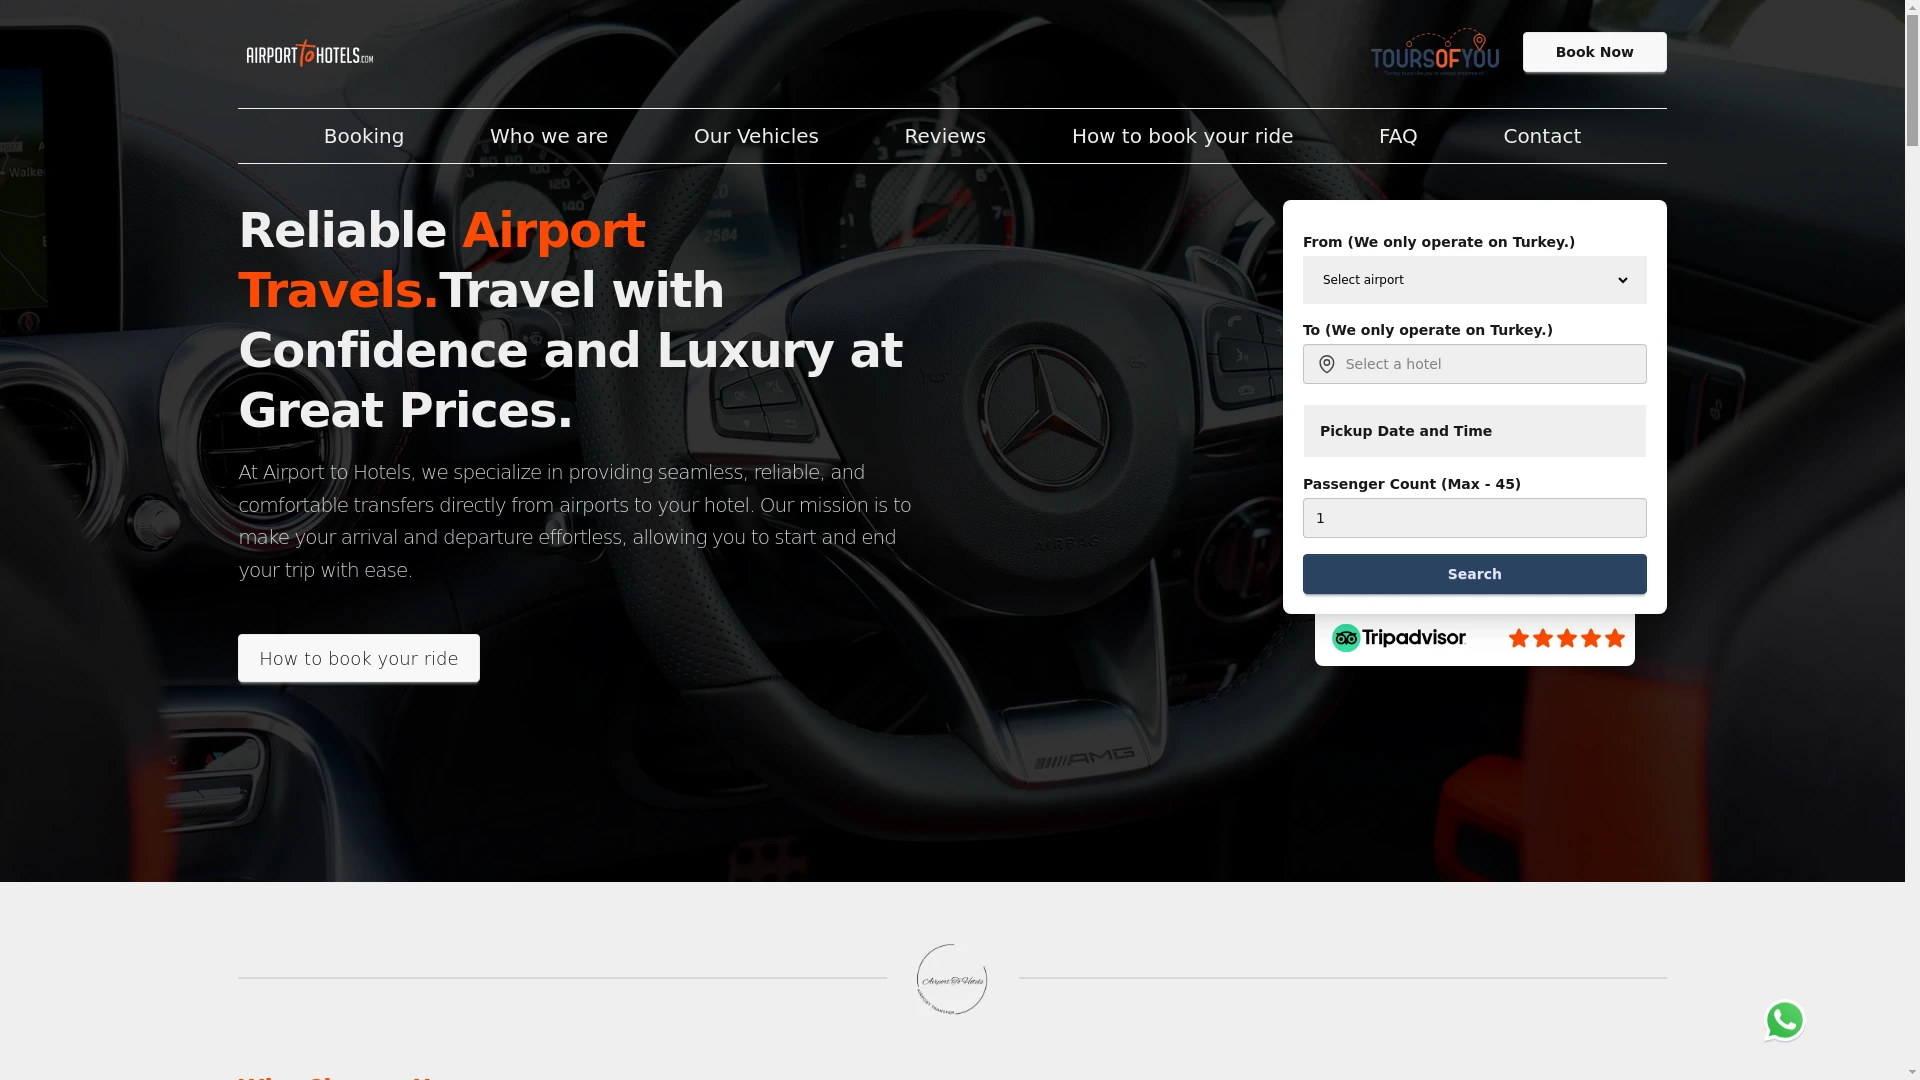 AIRPORT to HOTELS.COM
TOURSOFYOU
Book Now
Booking
Who we are
Our Vehicles
Reviews
How to book your ride
FAQ
Contact
Reliable Airport
Travels.Travel with
Confidence and Luxury at
Great Prices.
At Airport to Hotels, we specialize in providing seamless, reliable, and
comfortable transfers directly from airports to your hotel. Our mission is to
make your arrival and departure effortless, allowing you to start and end
your trip with ease.
How to book your ride
From (We only operate on Turkey.)
Select airport
To (We only operate on Turkey.)
Select a hotel
Pickup Date and Time
Passenger Count (Max - 45)
1
Search
Tripadvisor
AIRBAG
AMG
Airport To Hotels
AIRPORT TRANSFER